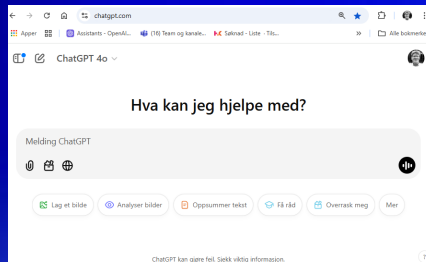 chatgpt.com
Apper
Assistants - OpenAI...
(16) Team og kanale...
Søknad - Liste - Tils...
Alle bokmerker
ChatGPT 4o
Hva kan jeg hjelpe med?
Melding ChatGPT
Lag et bilde
Analyser bilder
Oppsummer tekst
Få råd
Overrask meg
Mer
ChatGPT kan gjøre feil. Sjekk viktig informasjon.